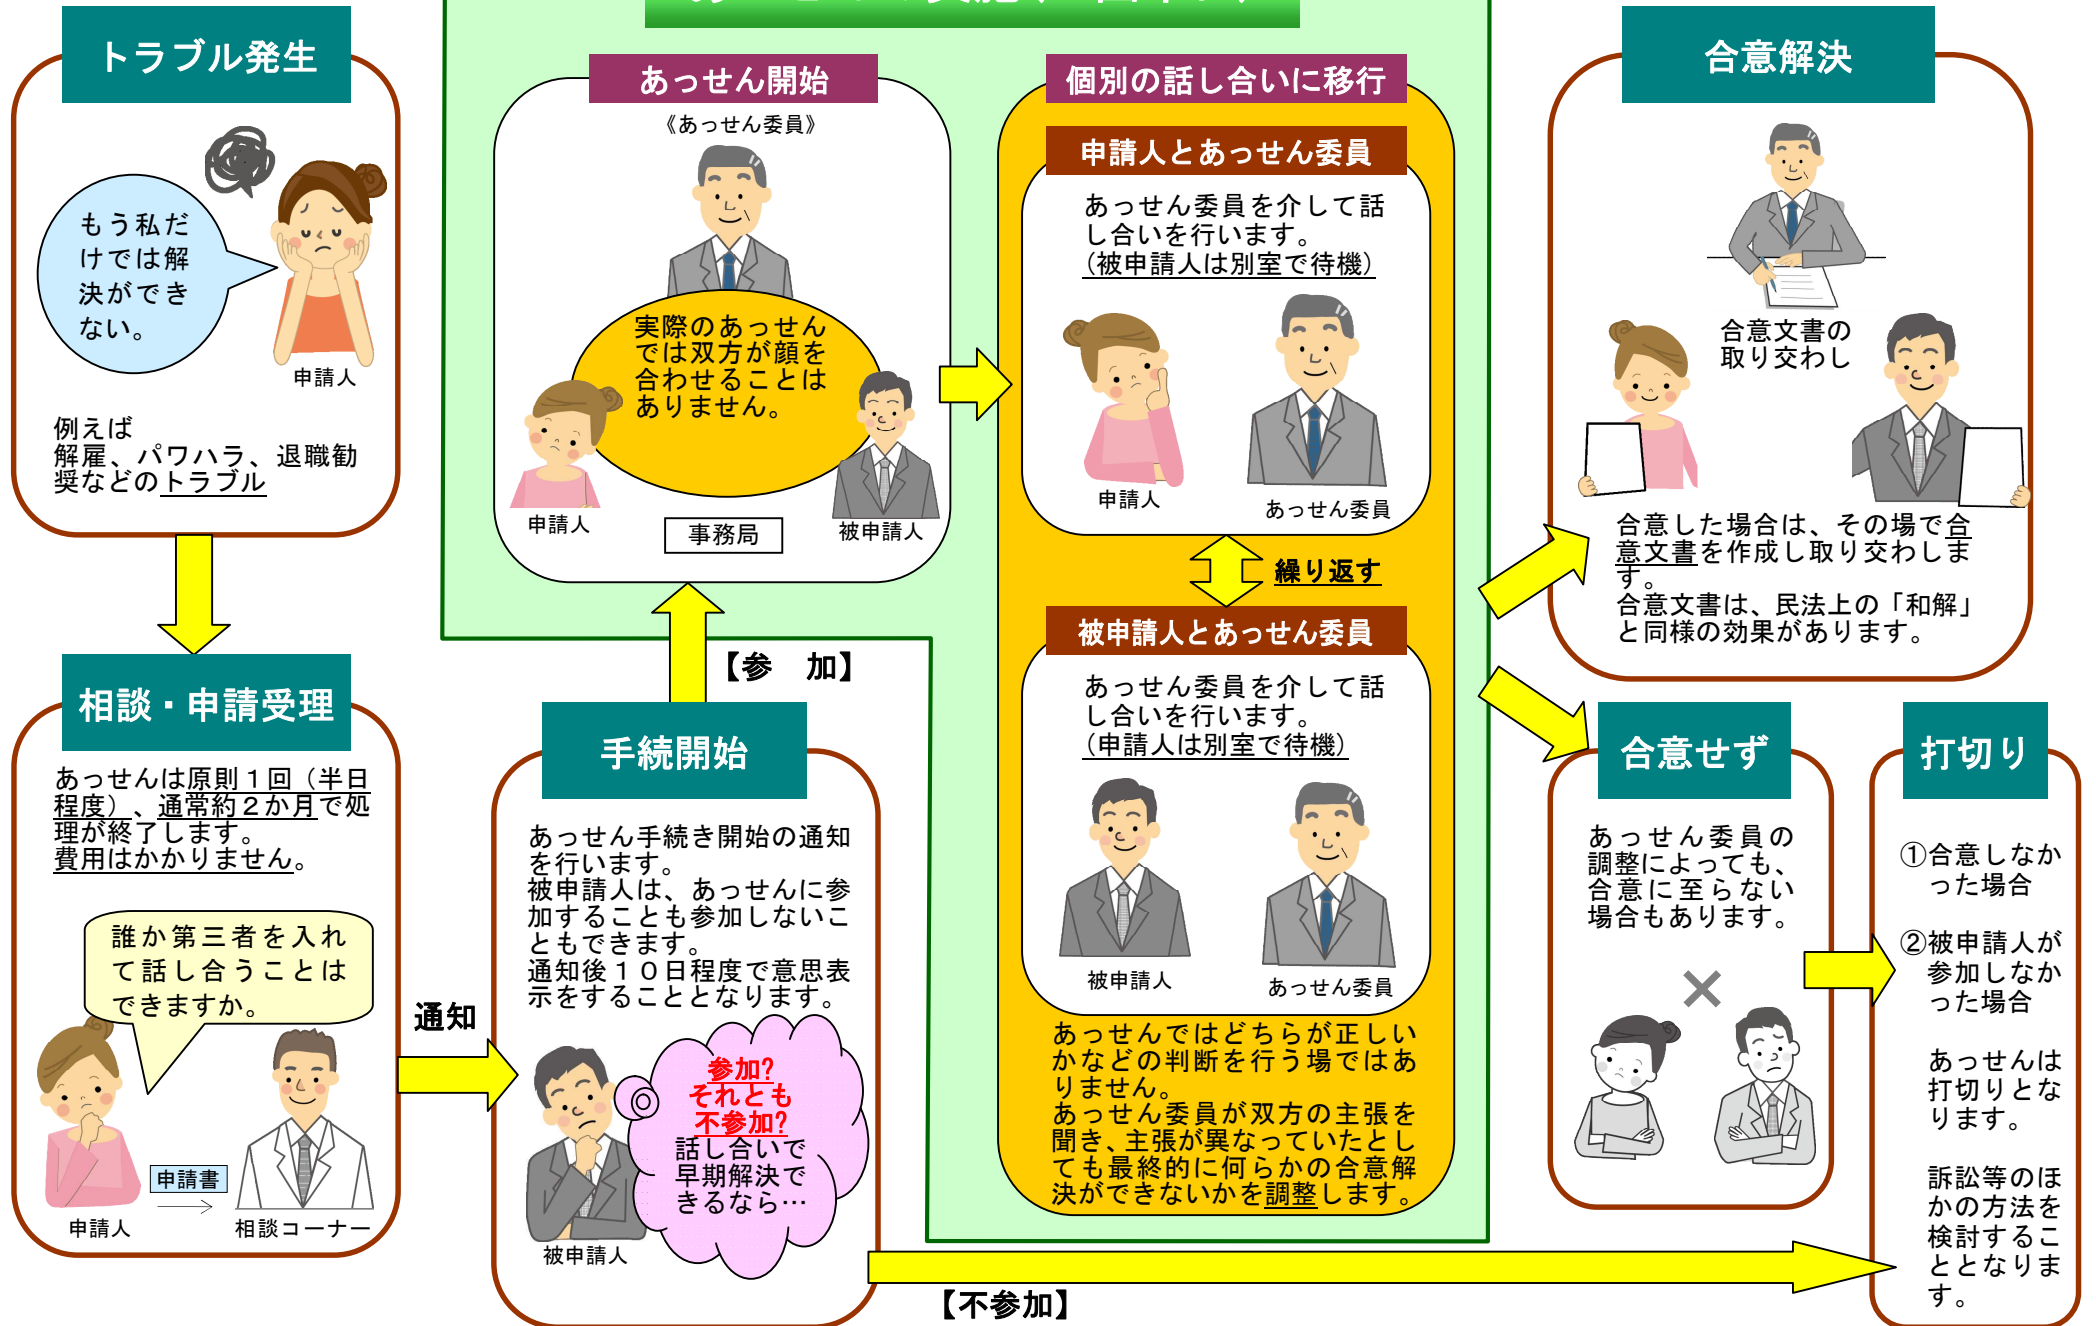 トラブル発生
もう私だ
けでは解
決ができ
ない。
申請人
例えば
解雇、パワハラ、退職勧
奨などのトラブル
相談・申請受理
あっせんは原則１回（半日
程度）、通常約２か月で処
理が終了します。
費用はかかりません。
誰か第三者を入れ
て話し合うことは
できますか。
申請書
申請人
相談コーナー
通知
手続開始
あっせん手続き開始の通知
を行います。
被申請人は、あっせんに参
加することも参加しないこ
ともできます。
通知後１０日程度で意思表
示をすることとなります。
参加?
それとも
不参加?
話し合いで
早期解決で
きるなら…
被申請人
【参　加】
【不参加】
あっせん開始
《あっせん委員》
実際のあっせん
では双方が顔を
合わせることは
ありません。
申請人
事務局
被申請人
個別の話し合いに移行
申請人とあっせん委員
あっせん委員を介して話
し合いを行います。
（被申請人は別室で待機）
申請人
あっせん委員
繰り返す
被申請人とあっせん委員
あっせん委員を介して話
し合いを行います。
（申請人は別室で待機）
被申請人
あっせん委員
あっせんではどちらが正しい
かなどの判断を行う場ではあ
りません。
あっせん委員が双方の主張を
聞き、主張が異なっていたとし
ても最終的に何らかの合意解
決ができないかを調整します。
合意解決
合意文書の
取り交わし
合意した場合は、その場で合
意文書を作成し取り交わしま
す。
合意文書は、民法上の「和解」
と同様の効果があります。
合意せず
あっせん委員の
調整によっても、
合意に至らない
場合もあります。
打切り
①合意しなか
った場合
②被申請人が
参加しなか
った場合
あっせんは
打切りとな
ります。
訴訟等のほ
かの方法を
検討するこ
ととなりま
す。